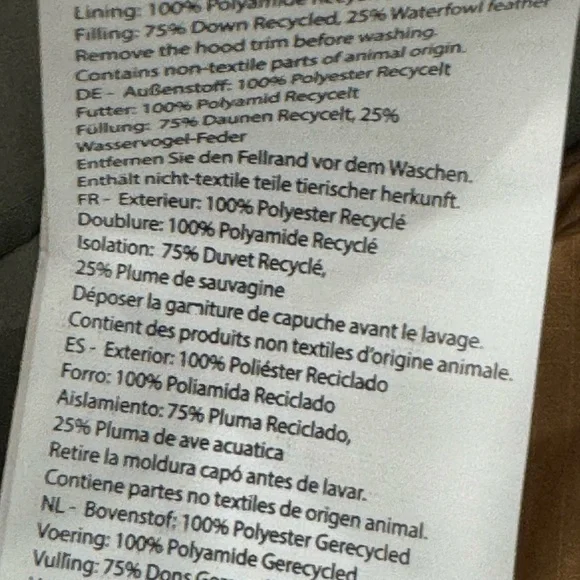 Lining: 100% Polyamide
Filling: 75% Down Recycled, 25% Waterfowl feather
Remove the hood trim before washing.
Contains non-textile parts of animal origin.
DE - Außenstoff: 100% Polyester Recycelt
Futter: 100% Polyamid Recycelt
Füllung: 75% Daunen Recycelt, 25%
Wasservogel-Feder
Entfernen Sie den Fellrand vor dem Waschen.
Enthält nicht-textile teile tierischer herkunft.
FR - Exterieur: 100% Polyester Recyclé
Doublure: 100% Polyamide Recyclé
Isolation: 75% Duvet Recyclé,
25% Plume de sauvagine
Déposer la garniture de capuche avant le lavage.
Contient des produits non textiles d'origine animale.
ES - Exterior: 100% Poliéster Reciclado
Forro: 100% Poliamida Reciclado
Aislamiento: 75% Pluma Reciclado,
25% Pluma de ave acuatica
Retire la moldura capó antes de lavar.
Contiene partes no textiles de origen animal.
NL - Bovenstof: 100% Polyester Gerecycled
Voering: 100% Polyamide Gerecycled
Vulling: 75% Dons